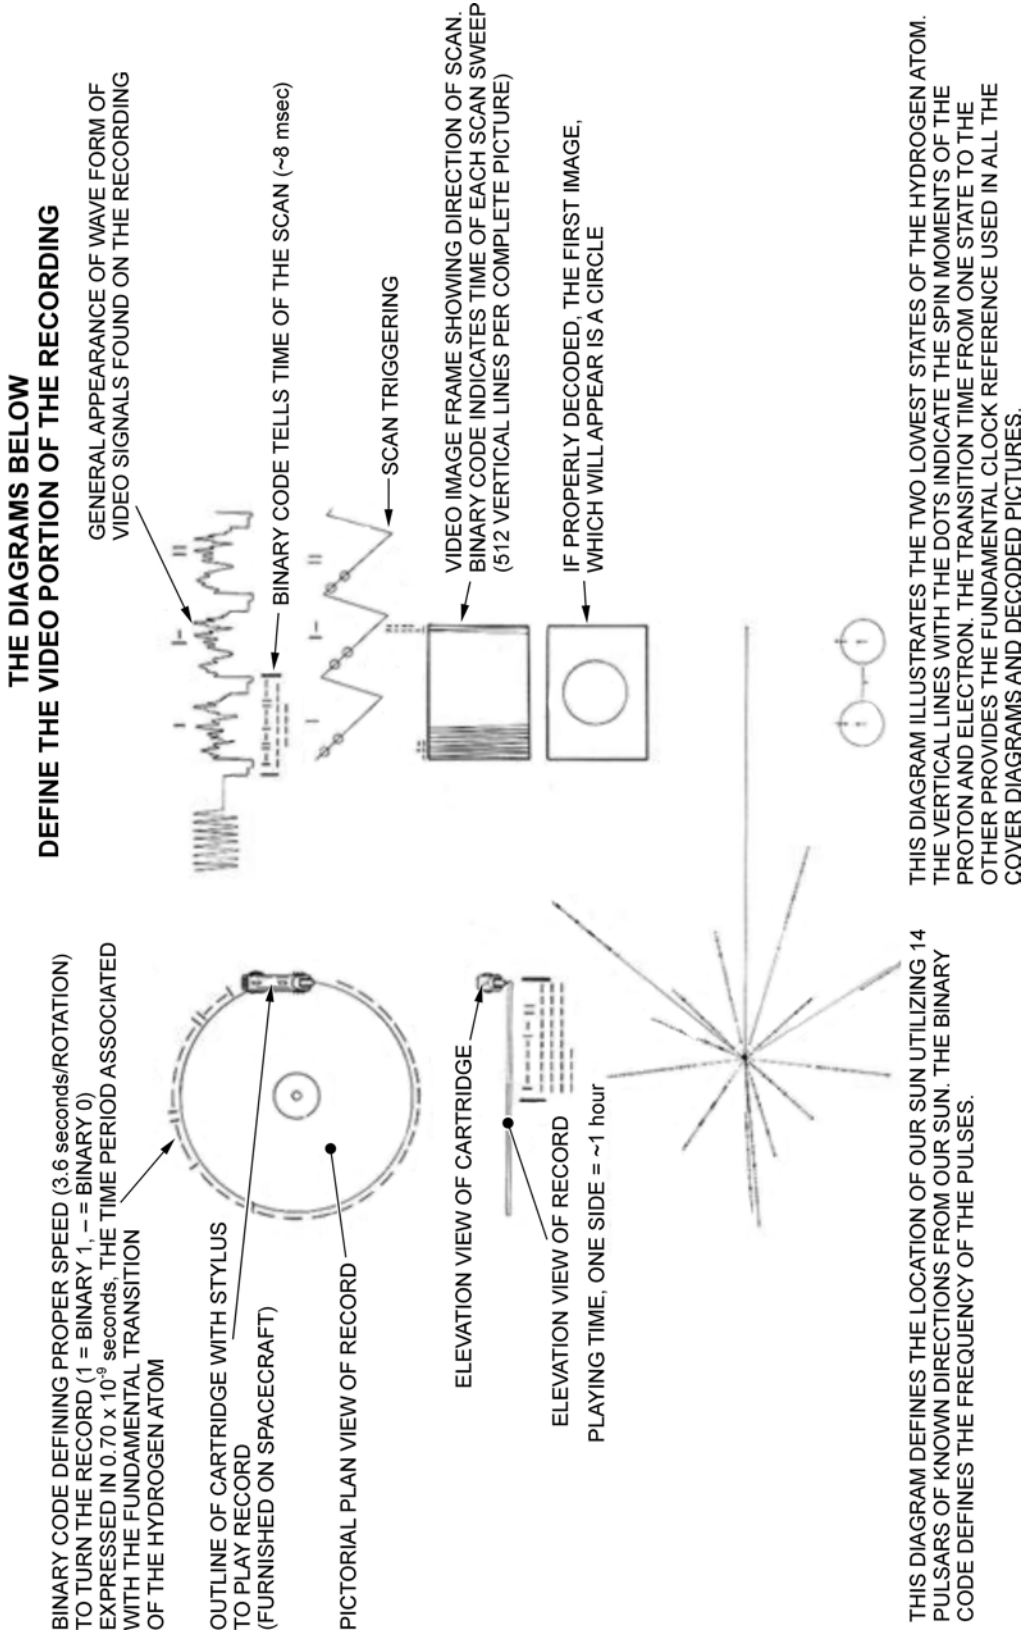 THE DIAGRAMS BELOW
DEFINE THE VIDEO PORTION OF THE RECORDING
BINARY CODE DEFINING PROPER SPEED (3.6 seconds/ROTATION)
TO TURN THE RECORD (1 = BINARY 1, – = BINARY 0)
EXPRESSED IN 0.70 x 10⁻⁹ seconds, THE TIME PERIOD ASSOCIATED
WITH THE FUNDAMENTAL TRANSITION
OF THE HYDROGEN ATOM
OUTLINE OF CARTRIDGE WITH STYLUS
TO PLAY RECORD
(FURNISHED ON SPACECRAFT)
PICTORIAL PLAN VIEW OF RECORD
ELEVATION VIEW OF CARTRIDGE
ELEVATION VIEW OF RECORD
PLAYING TIME, ONE SIDE = ~1 hour
GENERAL APPEARANCE OF WAVE FORM OF
VIDEO SIGNALS FOUND ON THE RECORDING
BINARY CODE TELLS TIME OF THE SCAN (~8 msec)
SCAN TRIGGERING
VIDEO IMAGE FRAME SHOWING DIRECTION OF SCAN.
BINARY CODE INDICATES TIME OF EACH SCAN SWEEP
(512 VERTICAL LINES PER COMPLETE PICTURE)
IF PROPERLY DECODED, THE FIRST IMAGE,
WHICH WILL APPEAR IS A CIRCLE
THIS DIAGRAM DEFINES THE LOCATION OF OUR SUN UTILIZING 14
PULSARS OF KNOWN DIRECTIONS FROM OUR SUN. THE BINARY
CODE DEFINES THE FREQUENCY OF THE PULSES.
THIS DIAGRAM ILLUSTRATES THE TWO LOWEST STATES OF THE HYDROGEN ATOM.
THE VERTICAL LINES WITH THE DOTS INDICATE THE SPIN MOMENTS OF THE
PROTON AND ELECTRON. THE TRANSITION TIME FROM ONE STATE TO THE
OTHER PROVIDES THE FUNDAMENTAL CLOCK REFERENCE USED IN ALL THE
COVER DIAGRAMS AND DECODED PICTURES.